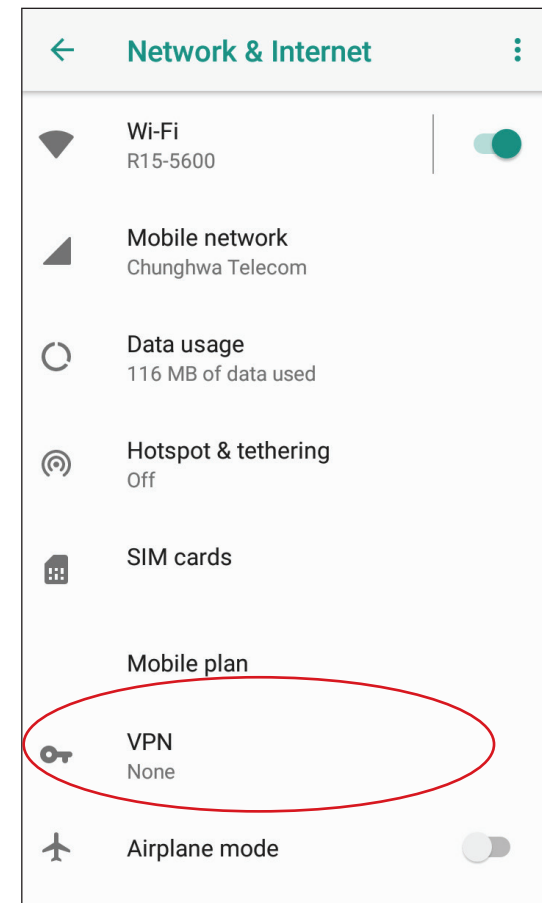 Network & Internet
Wi-Fi
R15-5600
Mobile network
Chunghwa Telecom
Data usage
116 MB of data used
Hotspot & tethering
Off
SIM cards
Mobile plan
VPN
None
Airplane mode